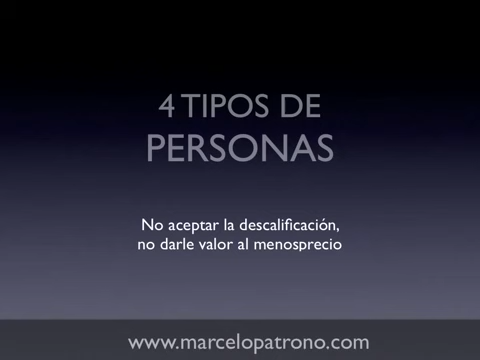 4 TIPOS DE
PERSONAS
No aceptar la descalificación,
no darle valor al menosprecio
www.marcelopatrono.com